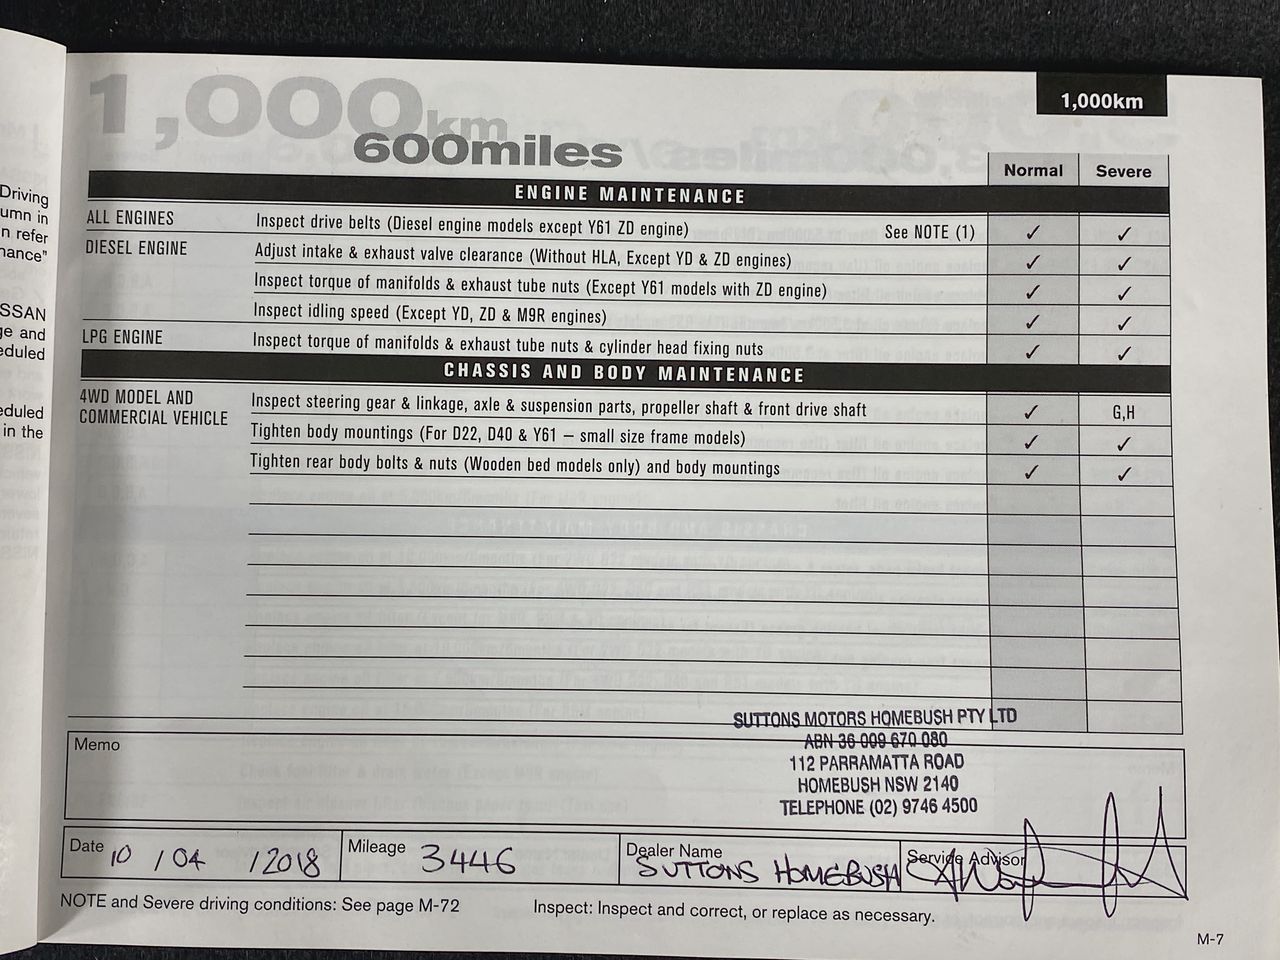 1,000km
600miles
1,000km
Normal Severe
ENGINE MAINTENANCE
ALL ENGINES Inspect drive belts (Diesel engine models except Y61 ZD engine) See NOTE (1) ✓ ✓
DIESEL ENGINE Adjust intake & exhaust valve clearance (Without HLA, Except YD & ZD engines) ✓ ✓
Inspect torque of manifolds & exhaust tube nuts (Except Y61 models with ZD engine) ✓ ✓
Inspect idling speed (Except YD, ZD & M9R engines) ✓ ✓
LPG ENGINE Inspect torque of manifolds & exhaust tube nuts & cylinder head fixing nuts ✓ ✓
CHASSIS AND BODY MAINTENANCE
4WD MODEL AND Inspect steering gear & linkage, axle & suspension parts, propeller shaft & front drive shaft ✓ G,H
COMMERCIAL VEHICLE Tighten body mountings (For D22, D40 & Y61 – small size frame models) ✓ ✓
Tighten rear body bolts & nuts (Wooden bed models only) and body mountings ✓ ✓
SUTTONS MOTORS HOMEBUSH PTY LTD
ABN 36 009 670 080
112 PARRAMATTA ROAD
HOMEBUSH NSW 2140
TELEPHONE (02) 9746 4500
Memo
Date 10 / 04 / 2018 Mileage 3446 Dealer Name SUTTONS HOMEBUSH Service Advisor
NOTE and Severe driving conditions: See page M-72 Inspect: Inspect and correct, or replace as necessary.
M-7
Driving
umn in
n refer
nance"
SSAN
ge and
eduled
eduled
in the